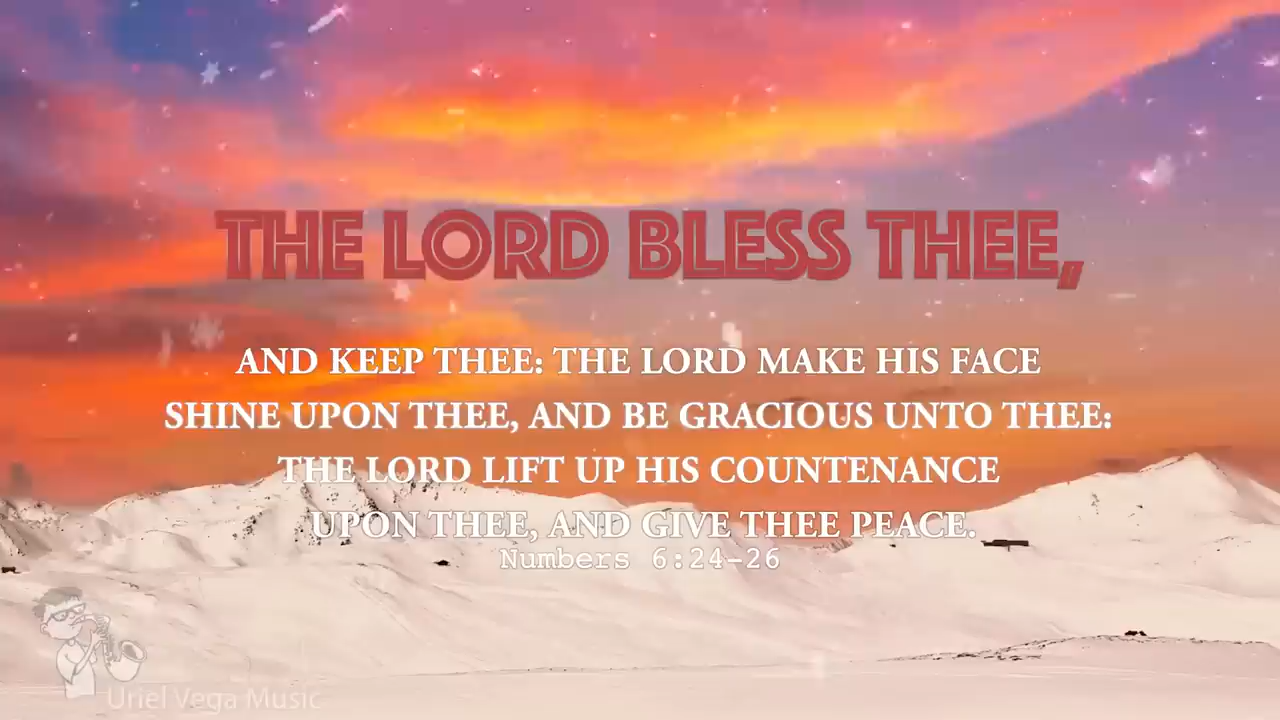 THE LORD BLESS THEE,
AND KEEP THEE: THE LORD MAKE HIS FACE
SHINE UPON THEE, AND BE GRACIOUS UNTO THEE:
THE LORD LIFT UP HIS COUNTENANCE
UPON THEE, AND GIVE THEE PEACE.
Numbers 6:24-26
Uriel Vega Music